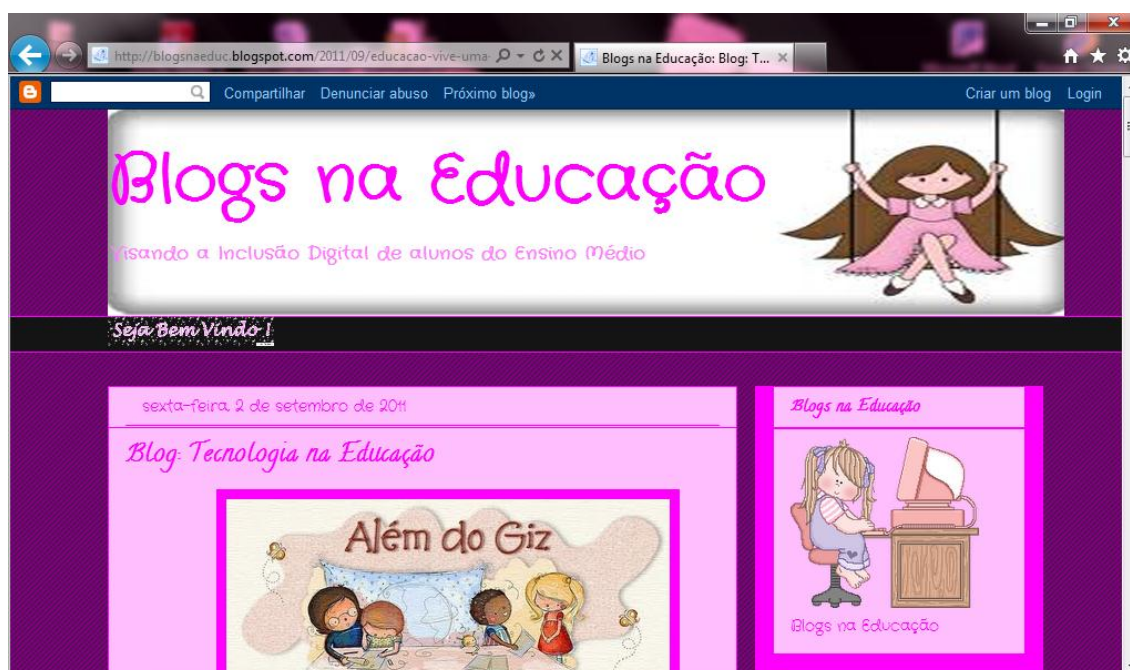 http://blogsnaeduc.blogspot.com/2011/09/educacao-vive-uma-
Blogs na Educação: Blog: T...
Compartilhar Denunciar abuso Próximo blog»
Criar um blog Login
Blogs na Educação
Visando a Inclusão Digital de alunos do Ensino Médio
Seja Bem Vindo !
sexta-feira, 2 de setembro de 2011
Blog: Tecnologia na Educação
Além do Giz
Blogs na Educação
Blogs na Educação